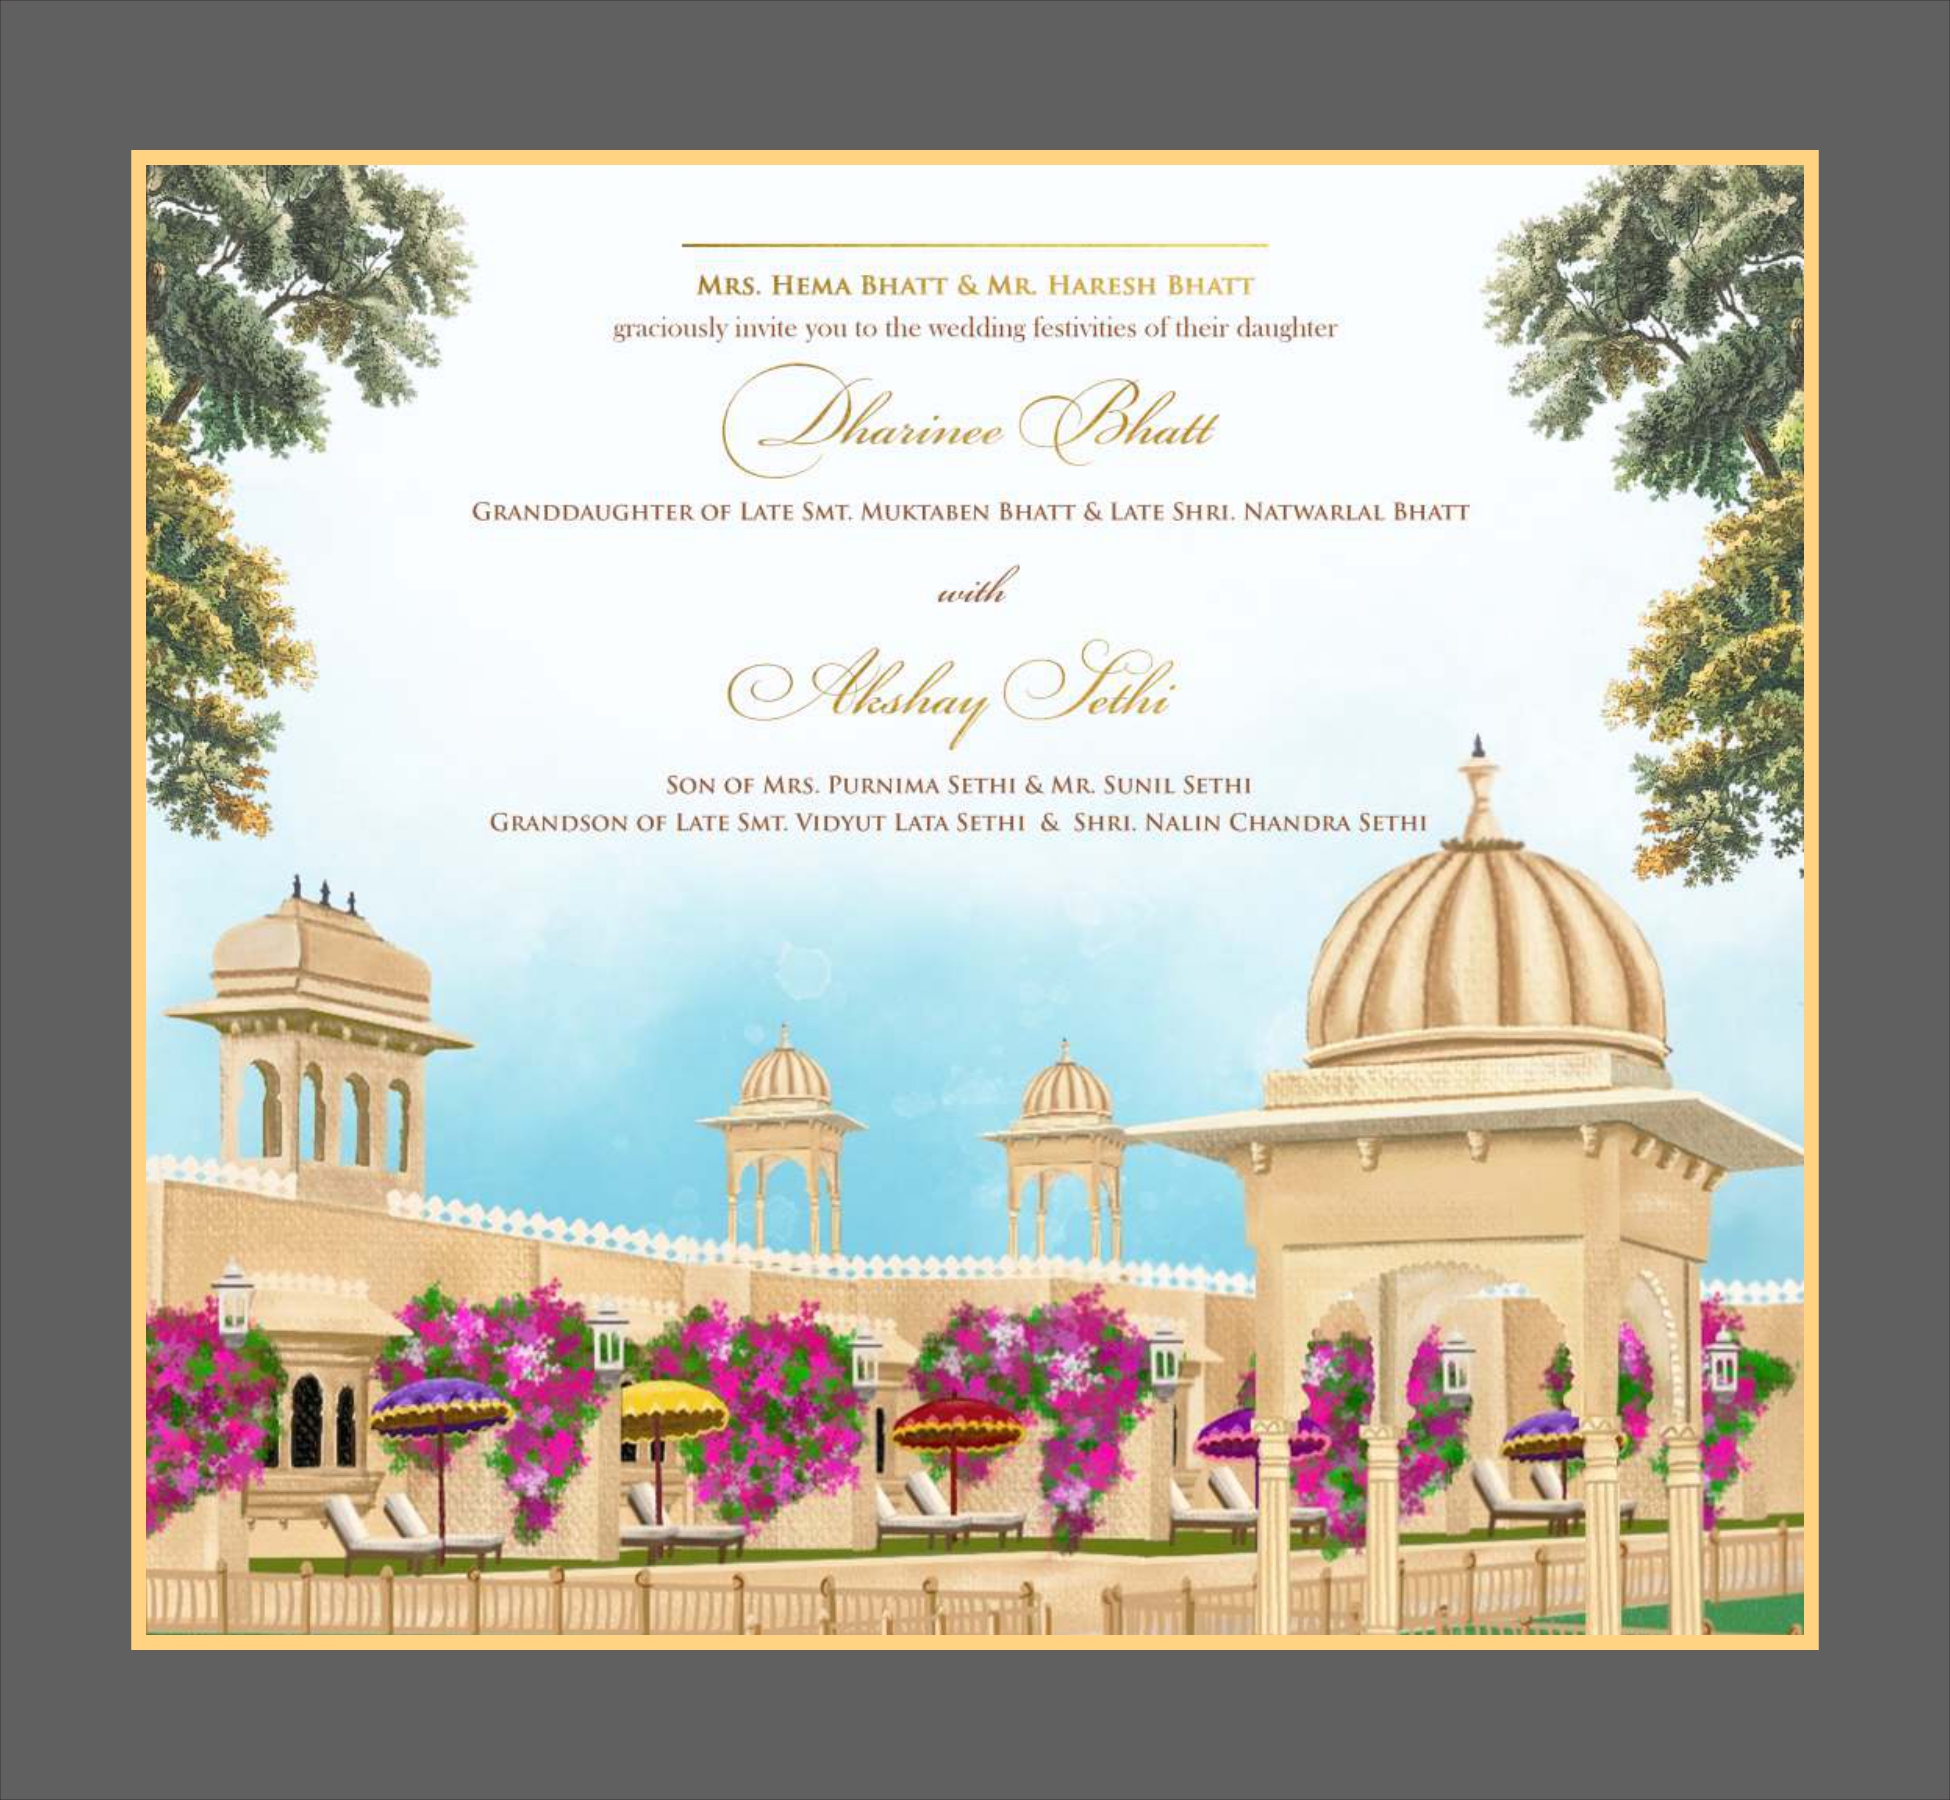 Mrs. Hema Bhatt & Mr. Haresh Bhatt
graciously invite you to the wedding festivities of their daughter
Dharinee Bhatt
Granddaughter of Late Smt. Muktaben Bhatt & Late Shri. Natwarlal Bhatt
with
Akshay Sethi
Son of Mrs. Purnima Sethi & Mr. Sunil Sethi
Grandson of Late Smt. Vidyut Lata Sethi & Shri. Nalin Chandra Sethi